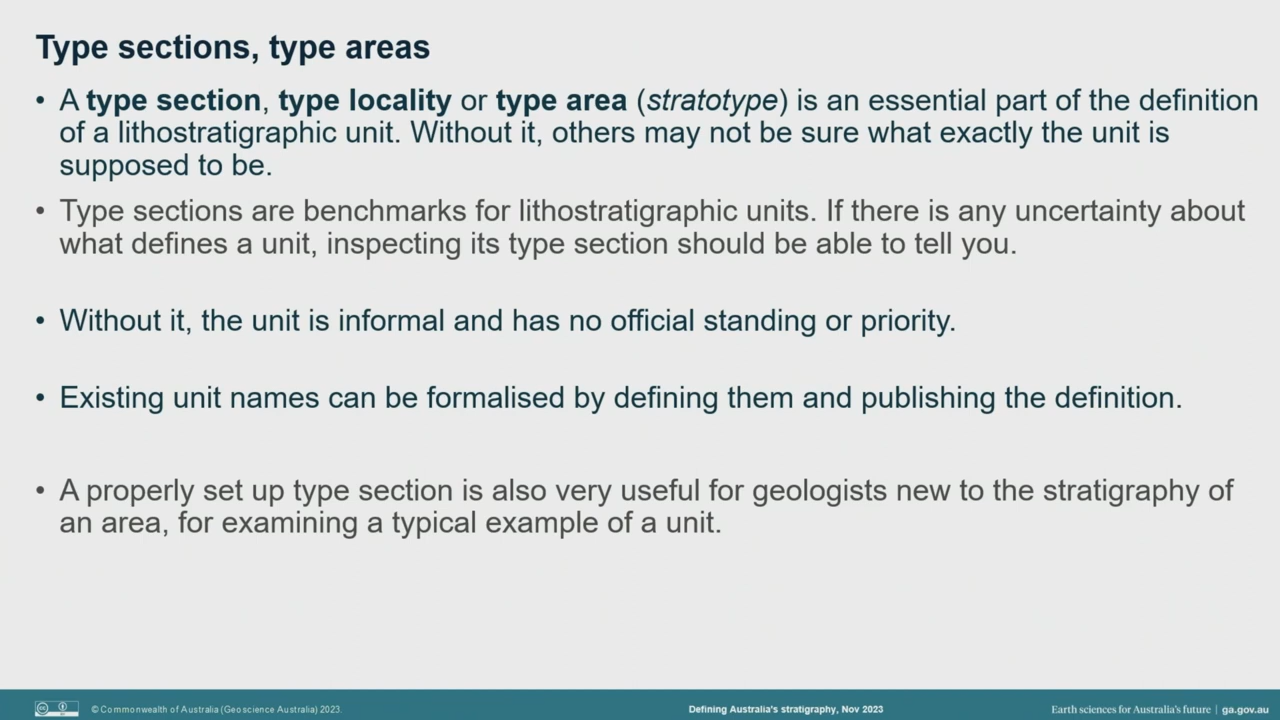 Type sections, type areas
• A type section, type locality or type area (stratotype) is an essential part of the definition
of a lithostratigraphic unit. Without it, others may not be sure what exactly the unit is
supposed to be.
• Type sections are benchmarks for lithostratigraphic units. If there is any uncertainty about
what defines a unit, inspecting its type section should be able to tell you.
• Without it, the unit is informal and has no official standing or priority.
• Existing unit names can be formalised by defining them and publishing the definition.
• A properly set up type section is also very useful for geologists new to the stratigraphy of
an area, for examining a typical example of a unit.
© Commonwealth of Australia (Geoscience Australia) 2023. Defining Australia's stratigraphy, Nov 2023 Earth sciences for Australia's future | ga.gov.au